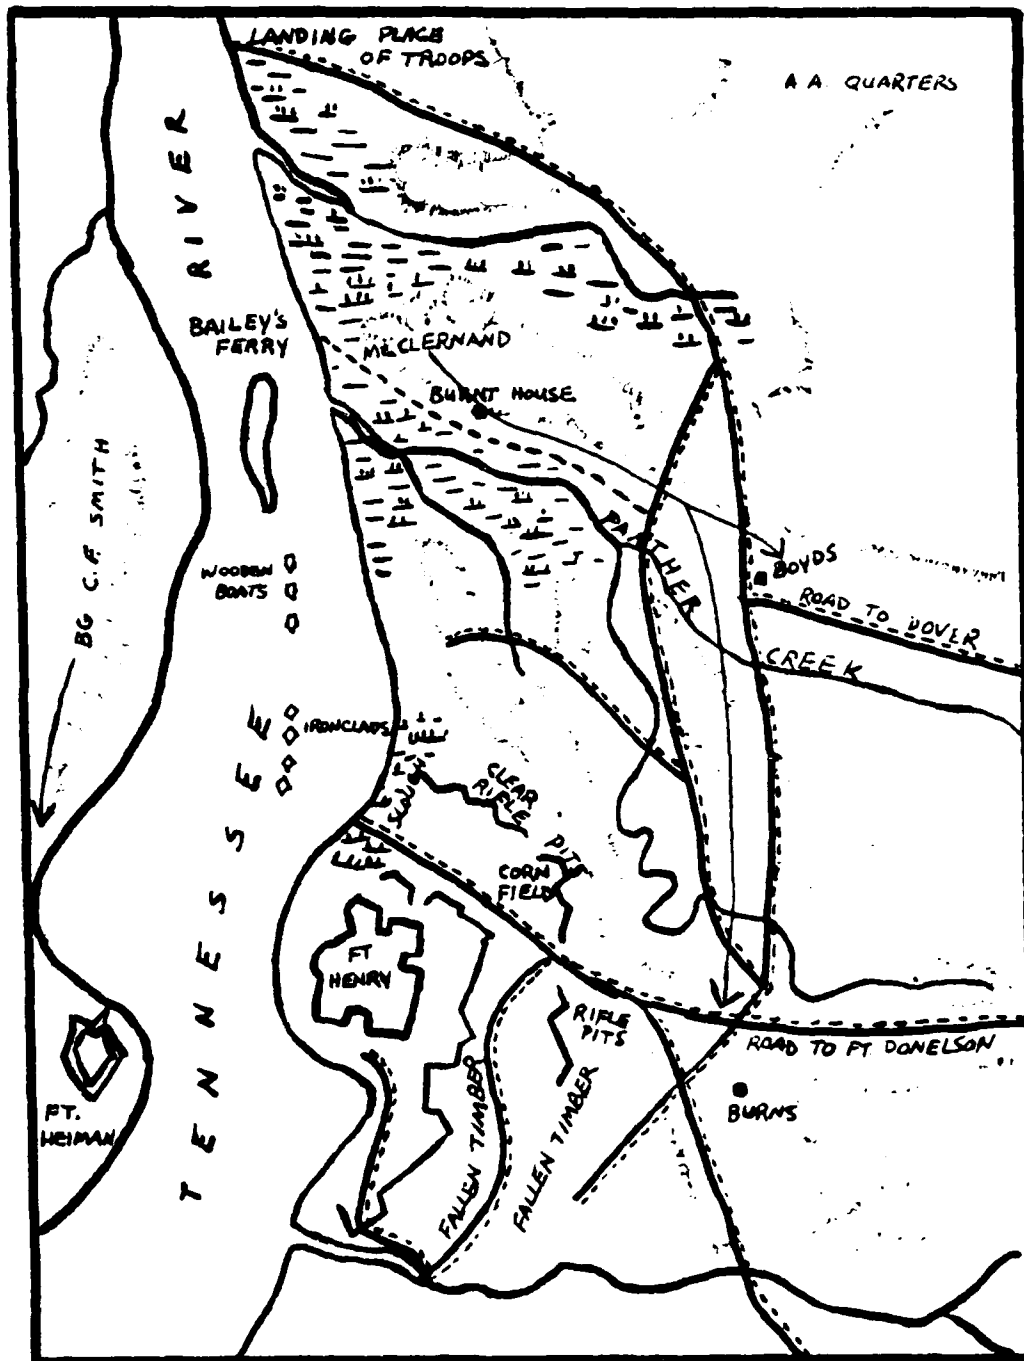 LANDING PLACE
OF TROOPS
A A QUARTERS
RIVER
BAILEY'S
FERRY
McCLERNAND
BURNT HOUSE
BG C.F. SMITH
PANTHER
CREEK
WOODEN
BOATS
BOYDS
ROAD TO DOVER
IRONCLADS
SLOUGH
CLEAR
RIFLE
PITS
CORN
FIELD
TENNESSEE
FT
HENRY
RIFLE
PITS
ROAD TO FT. DONELSON
FT.
HEIMAN
FALLEN TIMBER
FALLEN TIMBER
BURNS